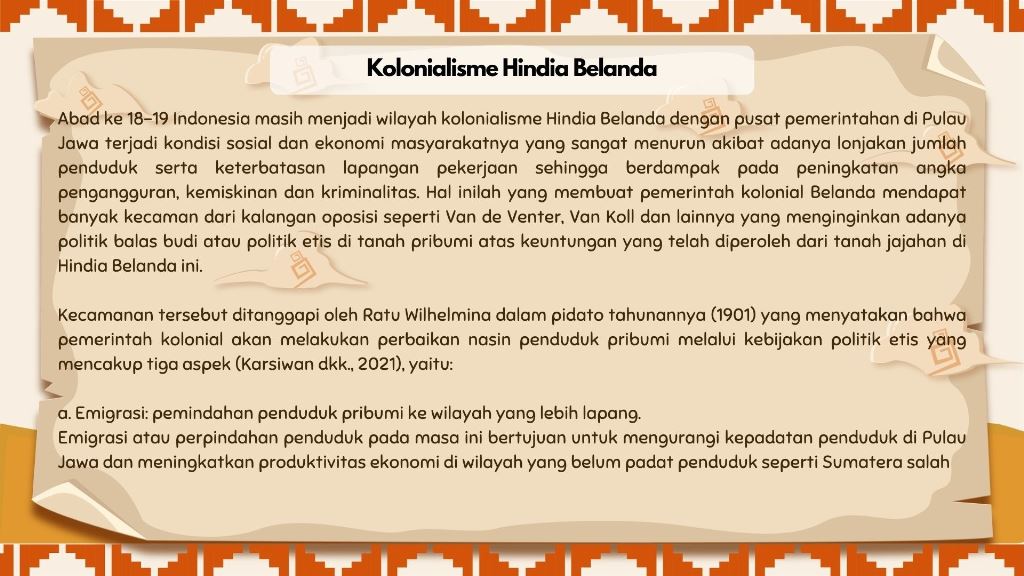 Kolonialisme Hindia Belanda
Abad ke 18-19 Indonesia masih menjadi wilayah kolonialisme Hindia Belanda dengan pusat pemerintahan di Pulau
Jawa terjadi kondisi sosial dan ekonomi masyarakatnya yang sangat menurun akibat adanya lonjakan jumlah
penduduk serta keterbatasan lapangan pekerjaan sehingga berdampak pada peningkatan angka
pengangguran, kemiskinan dan kriminalitas. Hal inilah yang membuat pemerintah kolonial Belanda mendapat
banyak kecaman dari kalangan oposisi seperti Van de Venter, Van Koll dan lainnya yang menginginkan adanya
politik balas budi atau politik etis di tanah pribumi atas keuntungan yang telah diperoleh dari tanah jajahan di
Hindia Belanda ini.
Kecamanan tersebut ditanggapi oleh Ratu Wilhelmina dalam pidato tahunannya (1901) yang menyatakan bahwa
pemerintah kolonial akan melakukan perbaikan nasin penduduk pribumi melalui kebijakan politik etis yang
mencakup tiga aspek (Karsiwan dkk., 2021), yaitu:
a. Emigrasi: pemindahan penduduk pribumi ke wilayah yang lebih lapang.
Emigrasi atau perpindahan penduduk pada masa ini bertujuan untuk mengurangi kepadatan penduduk di Pulau
Jawa dan meningkatkan produktivitas ekonomi di wilayah yang belum padat penduduk seperti Sumatera salah